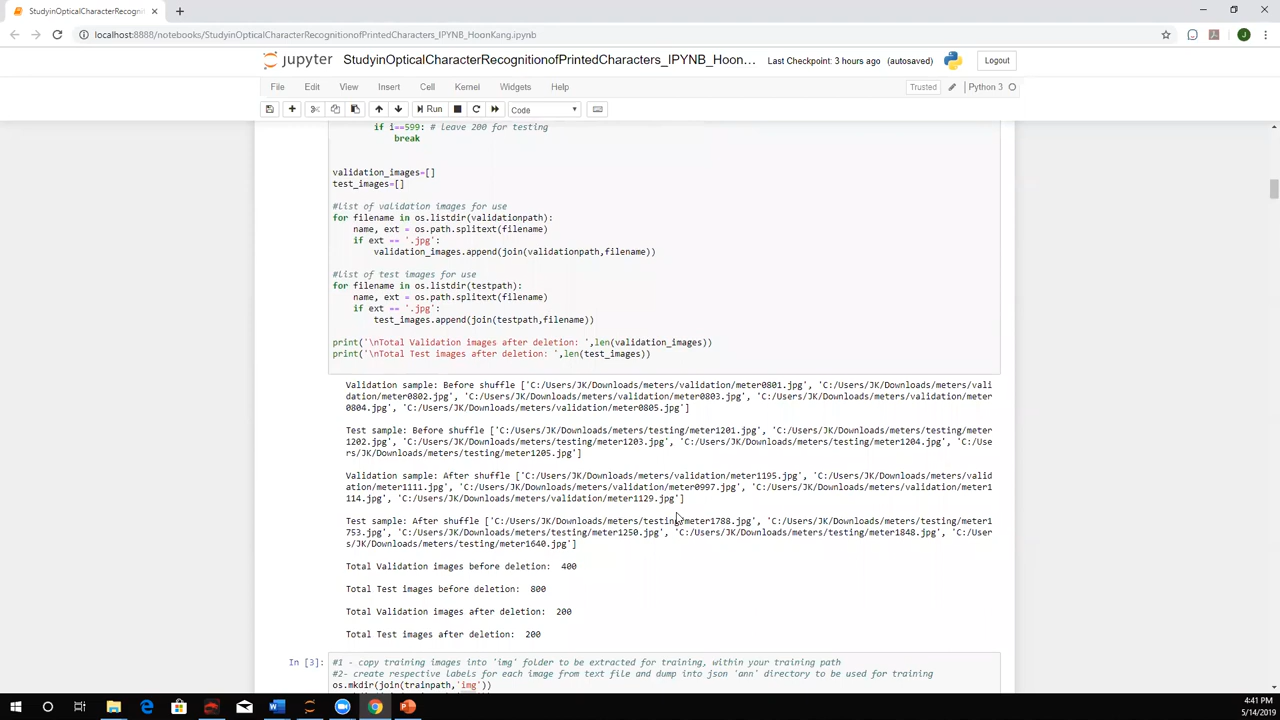 StudyinOpticalCharacterRecogniti
localhost:8888/notebooks/StudyinOpticalCharacterRecognitionofPrintedCharacters_IPYNB_HoonKang.ipynb
J
jupyter StudyinOpticalCharacterRecognitionofPrintedCharacters_IPYNB_Hoon... Last Checkpoint: 3 hours ago (autosaved) Logout
File Edit View Insert Cell Kernel Widgets Help Trusted Python 3
Run Code
if i==599: # leave 200 for testing
break
validation_images=[]
test_images=[]
#List of validation images for use
for filename in os.listdir(validationpath):
name, ext = os.path.splitext(filename)
if ext == '.jpg':
validation_images.append(join(validationpath,filename))
#List of test images for use
for filename in os.listdir(testpath):
name, ext = os.path.splitext(filename)
if ext == '.jpg':
test_images.append(join(testpath,filename))
print('\nTotal Validation images after deletion: ',len(validation_images))
print('\nTotal Test images after deletion: ',len(test_images))
Validation sample: Before shuffle ['C:/Users/JK/Downloads/meters/validation/meter0801.jpg', 'C:/Users/JK/Downloads/meters/vali
dation/meter0802.jpg', 'C:/Users/JK/Downloads/meters/validation/meter0803.jpg', 'C:/Users/JK/Downloads/meters/validation/meter
0804.jpg', 'C:/Users/JK/Downloads/meters/validation/meter0805.jpg']
Test sample: Before shuffle ['C:/Users/JK/Downloads/meters/testing/meter1201.jpg', 'C:/Users/JK/Downloads/meters/testing/meter
1202.jpg', 'C:/Users/JK/Downloads/meters/testing/meter1203.jpg', 'C:/Users/JK/Downloads/meters/testing/meter1204.jpg', 'C:/Use
rs/JK/Downloads/meters/testing/meter1205.jpg']
Validation sample: After shuffle ['C:/Users/JK/Downloads/meters/validation/meter1195.jpg', 'C:/Users/JK/Downloads/meters/valid
ation/meter1111.jpg', 'C:/Users/JK/Downloads/meters/validation/meter0997.jpg', 'C:/Users/JK/Downloads/meters/validation/meter1
114.jpg', 'C:/Users/JK/Downloads/meters/validation/meter1129.jpg']
Test sample: After shuffle ['C:/Users/JK/Downloads/meters/testing/meter1788.jpg', 'C:/Users/JK/Downloads/meters/testing/meter1
753.jpg', 'C:/Users/JK/Downloads/meters/testing/meter1250.jpg', 'C:/Users/JK/Downloads/meters/testing/meter1848.jpg', 'C:/User
s/JK/Downloads/meters/testing/meter1640.jpg']
Total Validation images before deletion: 400
Total Test images before deletion: 800
Total Validation images after deletion: 200
Total Test images after deletion: 200
In [3]: #1 - copy training images into 'img' folder to be extracted for training, within your training path
#2- create respective labels for each image from text file and dump into json 'ann' directory to be used for training
os.mkdir(join(trainpath,'img'))
4:41 PM
5/14/2019